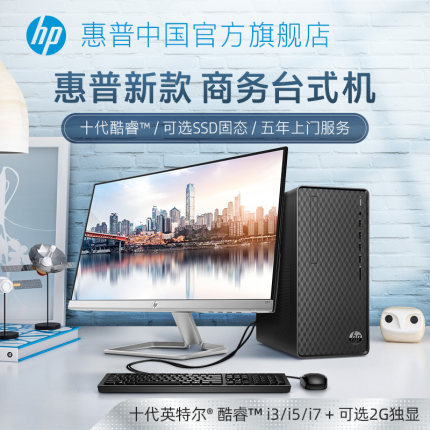 hp 惠普中国官方旗舰店
惠普新款 商务台式机
十代酷睿™ / 可选SSD固态 / 五年上门服务
hp
十代英特尔® 酷睿™ i3/i5/i7 + 可选2G独显